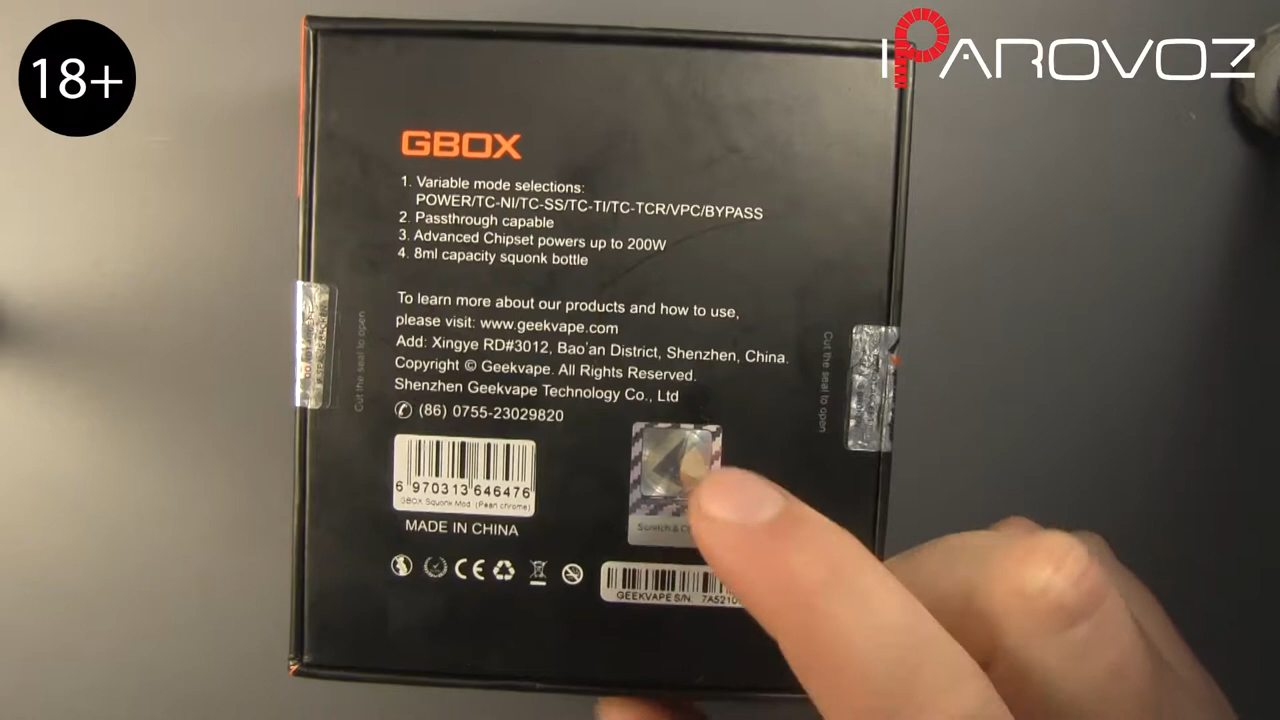 18+
PAROVOZ
GBOX
1. Variable mode selections:
POWER/TC-NI/TC-SS/TC-TI/TC-TCR/VPC/BYPASS
2. Passthrough capable
3. Advanced Chipset powers up to 200W
4. 8ml capacity squonk bottle
To learn more about our products and how to use,
please visit: www.geekvape.com
Add: Xingye RD#3012, Bao'an District, Shenzhen, China.
Copyright © Geekvape. All Rights Reserved.
Shenzhen Geekvape Technology Co., Ltd
(86) 0755-23029820
Cut the seal to open
Cut the seal to open
6 970313 646476
GBOX Squonk Mod (Pearl chrome)
MADE IN CHINA
Scratch &
CE
GEEKVAPE S/N.